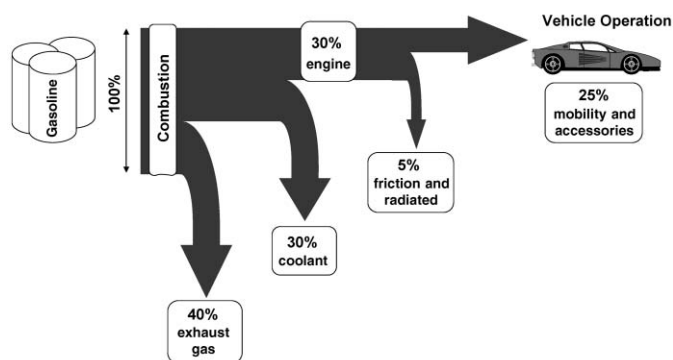 Gasoline
100%
Combustion
30%
engine
Vehicle Operation
25%
mobility and
accessories
5%
friction and
radiated
30%
coolant
40%
exhaust
gas